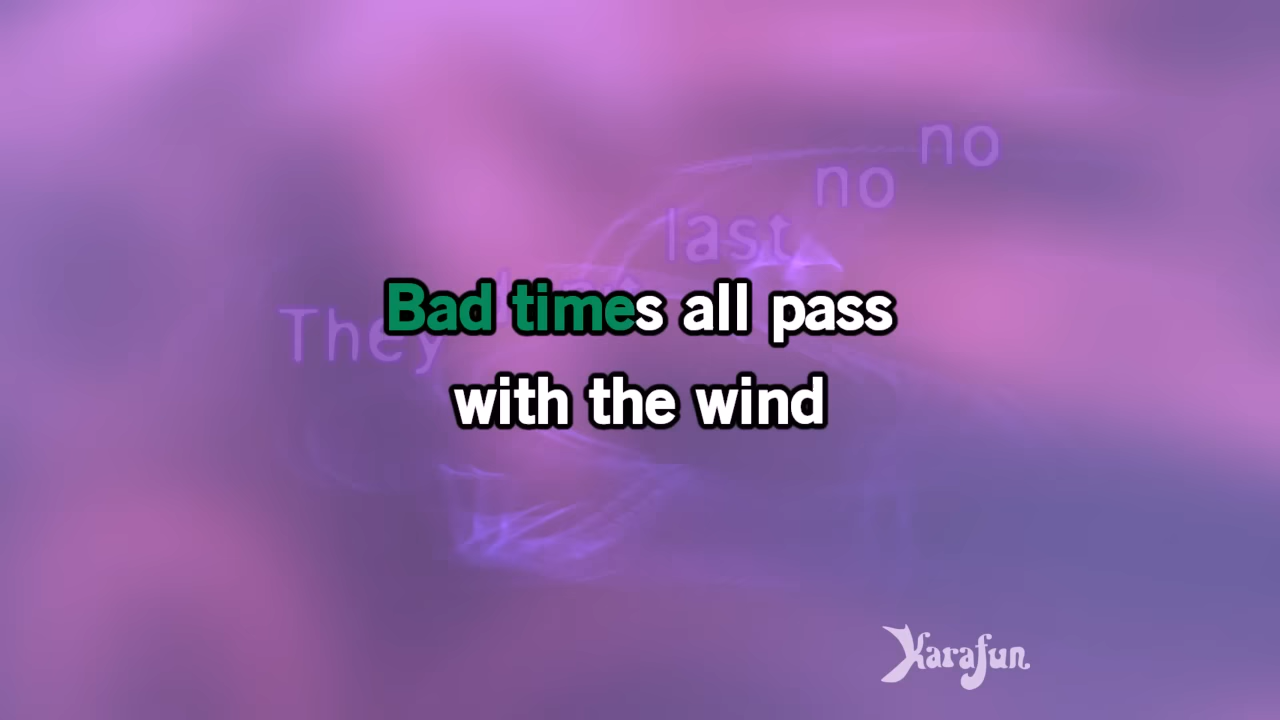 no
no
last
They
Bad times all pass
with the wind
Karafun